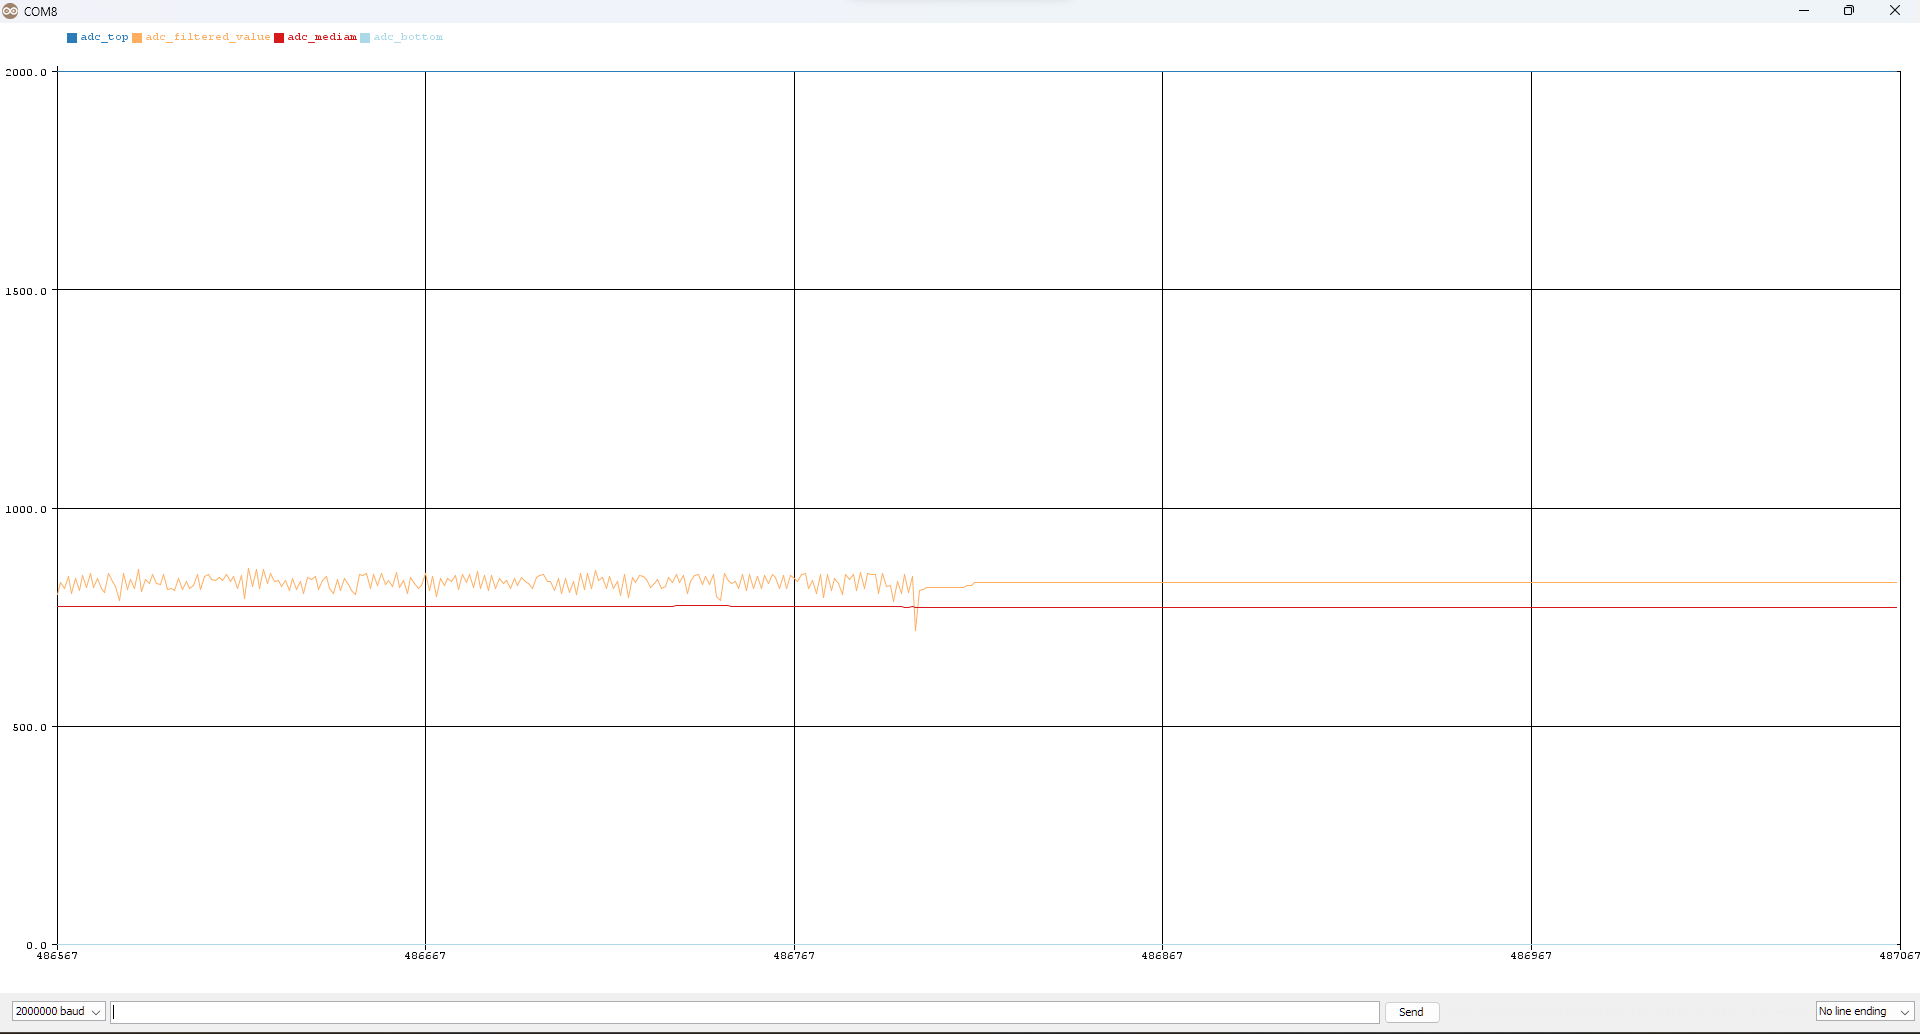 COM8
adc_top adc_filtered_value adc_mediam adc_bottom
2000.0
1500.0
1000.0
500.0
0.0
486567 486667 486767 486867 486967 487067
2000000 baud Send No line ending